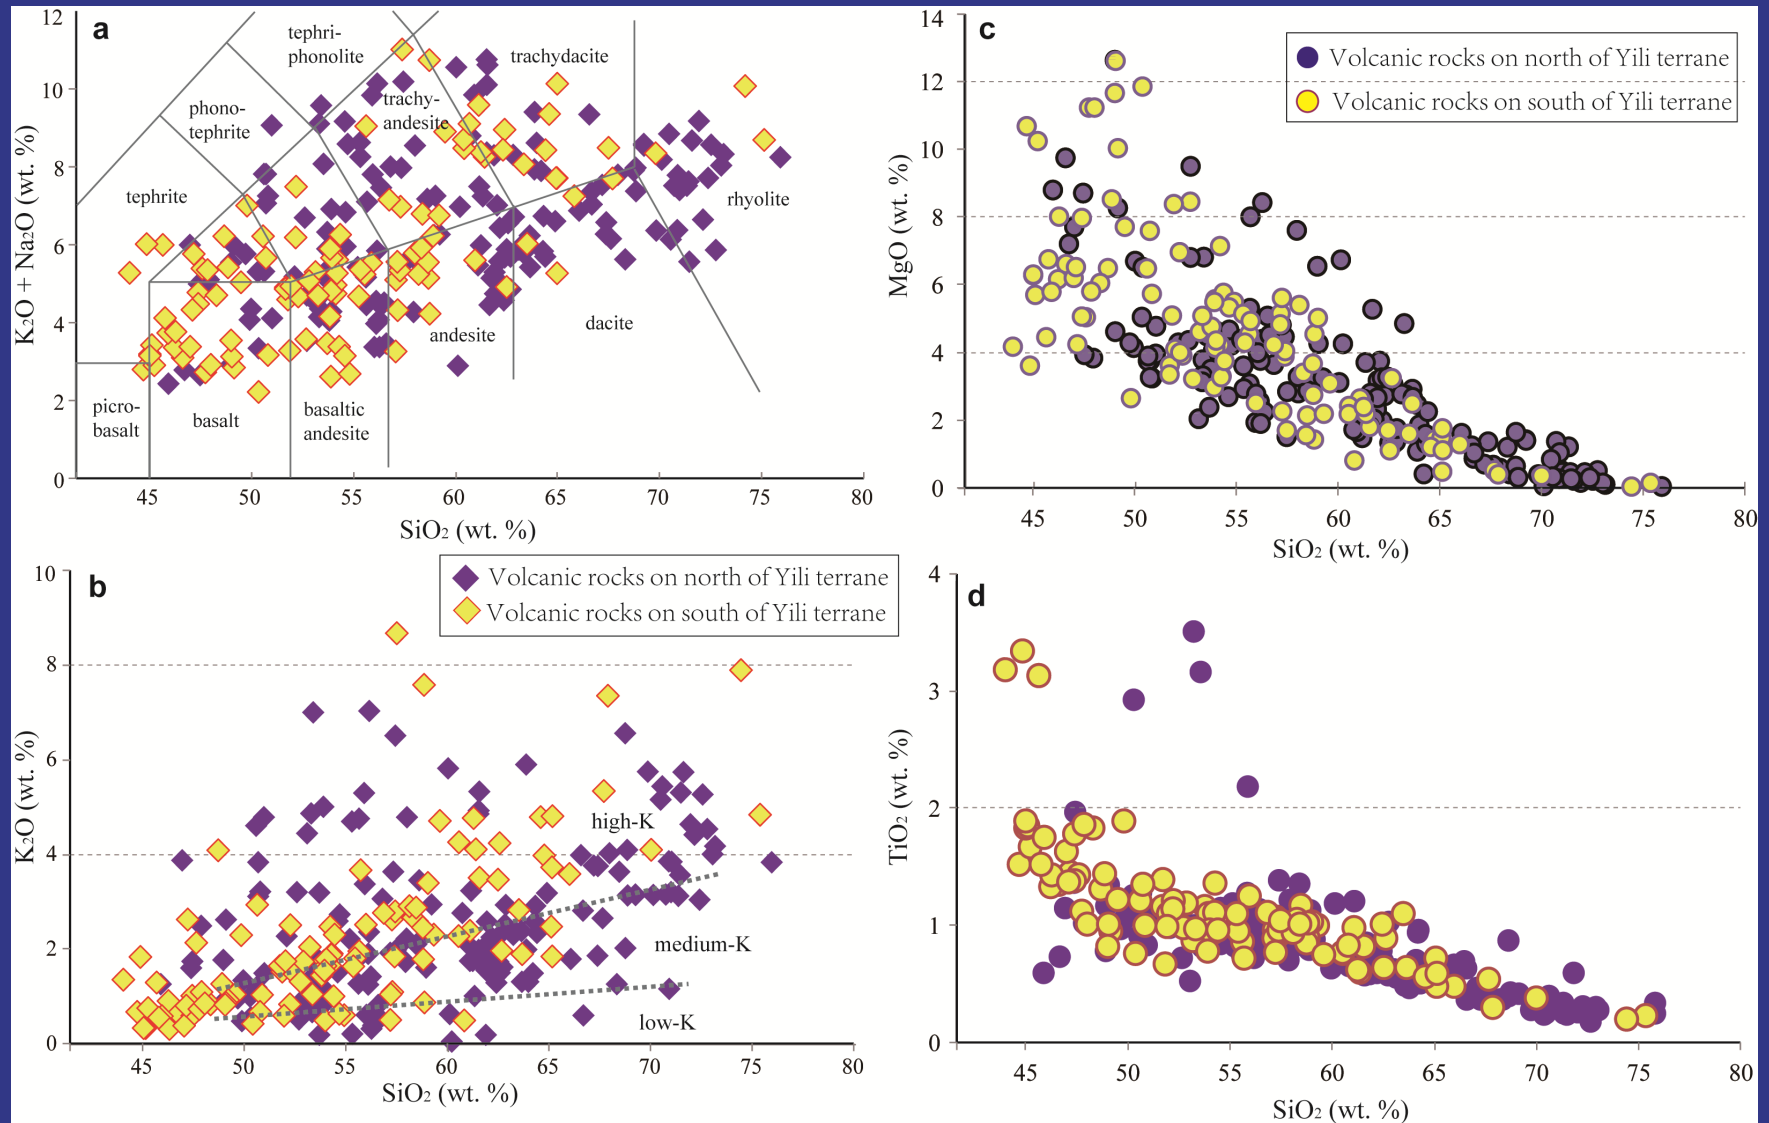 a
12
10
8
6
4
2
0
K2O + Na2O (wt. %)
tephri-
phonolite
trachydacite
phono-
tephrite
trachy-
andesite
tephrite
rhyolite
andesite
dacite
picro-
basalt
basalt
basaltic
andesite
45 50 55 60 65 70 75 80
SiO2 (wt. %)
c
14
12
10
8
6
4
2
0
MgO (wt. %)
Volcanic rocks on north of Yili terrane
Volcanic rocks on south of Yili terrane
45 50 55 60 65 70 75 80
SiO2 (wt. %)
b
10
8
6
4
2
0
K2O (wt. %)
Volcanic rocks on north of Yili terrane
Volcanic rocks on south of Yili terrane
high-K
medium-K
low-K
45 50 55 60 65 70 75 80
SiO2 (wt. %)
d
4
3
2
1
0
TiO2 (wt. %)
45 50 55 60 65 70 75 80
SiO2 (wt. %)